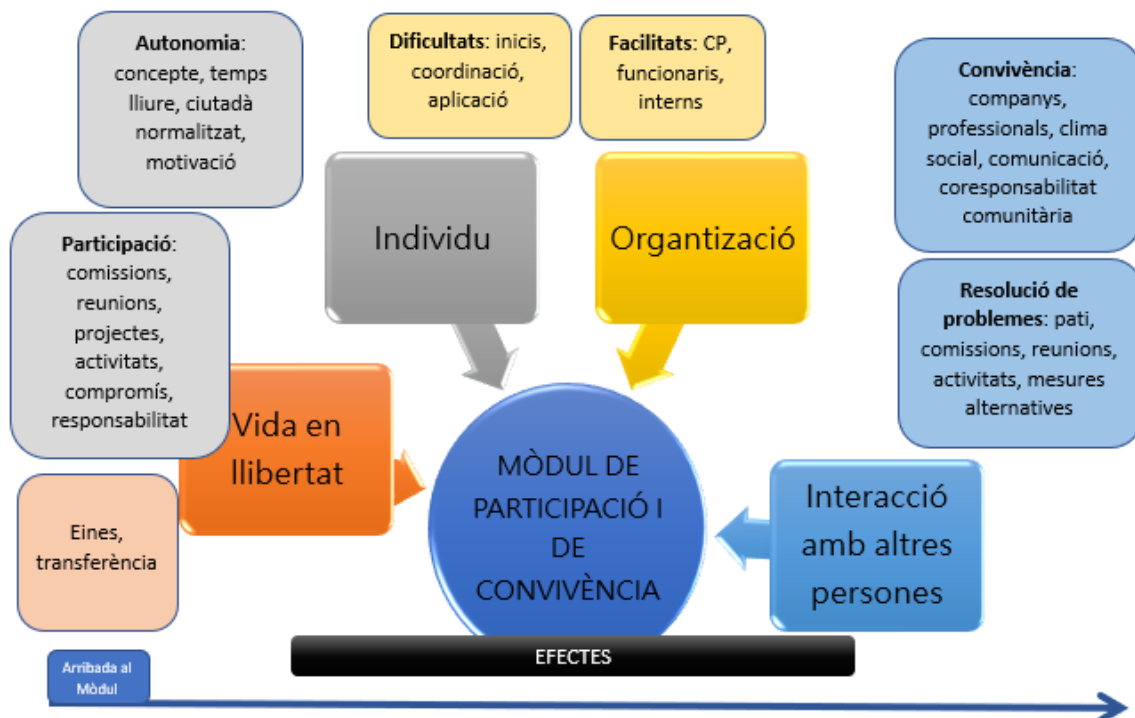 Autonomia:
concepte, temps
lliure, ciutadà
normalitzat,
motivació
Dificultats: inicis,
coordinació,
aplicació
Facilitats: CP,
funcionaris,
interns
Convivència:
companys,
professionals, clima
social, comunicació,
coresponsabilitat
comunitària
Individu
Organtizació
Participació:
comissions,
reunions,
projectes,
activitats,
compromís,
responsabilitat
Resolució de
problemes: pati,
comissions, reunions,
activitats, mesures
alternatives
Vida en
llibertat
MÒDUL DE
PARTICIPACIÓ I
DE
CONVIVÈNCIA
Interacció
amb altres
persones
Eines,
transferència
EFECTES
Arribada al
Mòdul